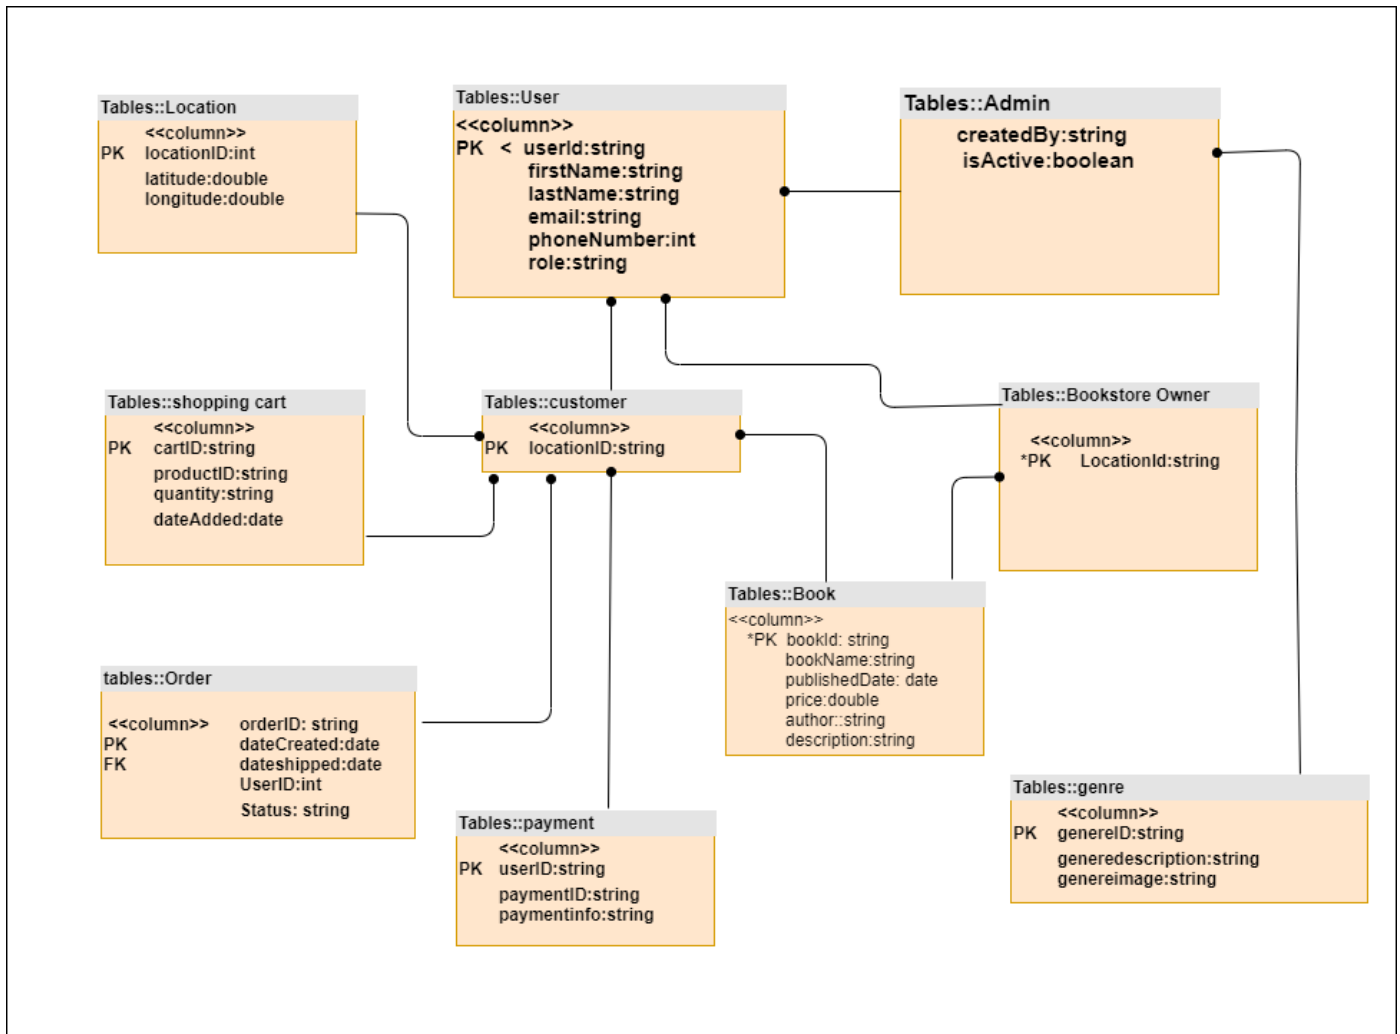 Tables::Location
<<column>>
PK locationID:int
latitude:double
longitude:double
Tables::User
<<column>>
PK < userId:string
firstName:string
lastName:string
email:string
phoneNumber:int
role:string
Tables::Admin
createdBy:string
isActive:boolean
Tables::shopping cart
<<column>>
PK cartID:string
productID:string
quantity:string
dateAdded:date
Tables::customer
<<column>>
PK locationID:string
Tables::Bookstore Owner
<<column>>
*PK LocationId:string
Tables::Book
<<column>>
*PK bookId: string
bookName:string
publishedDate: date
price:double
author::string
description:string
tables::Order
<<column>> orderID: string
PK dateCreated:date
FK dateshipped:date
UserID:int
Status: string
Tables::payment
<<column>>
PK userID:string
paymentID:string
paymentinfo:string
Tables::genre
<<column>>
PK genereID:string
generedescription:string
genereimage:string